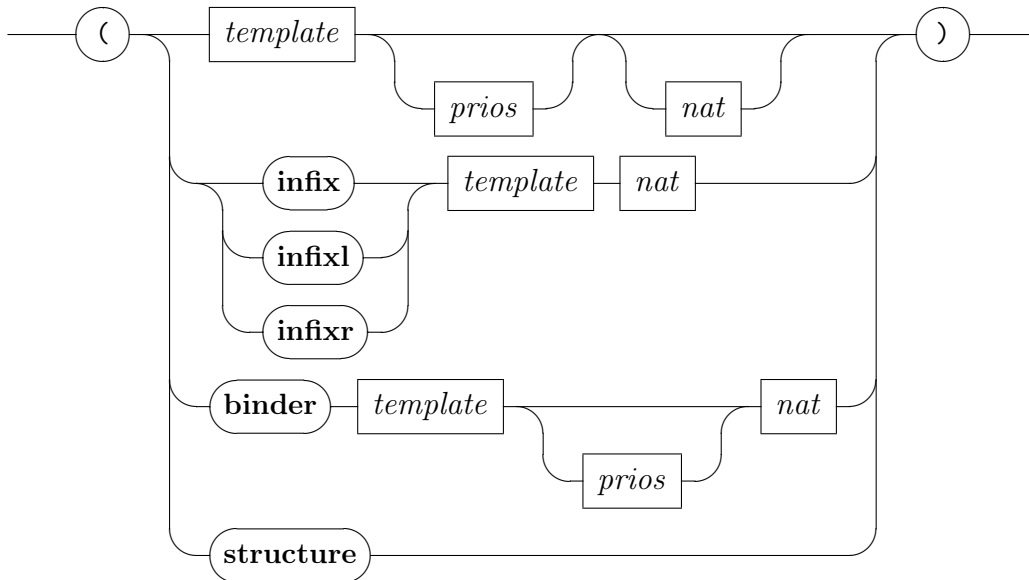 ( template )
prios nat
infix template nat
infixl
infixr
binder template nat
prios
structure